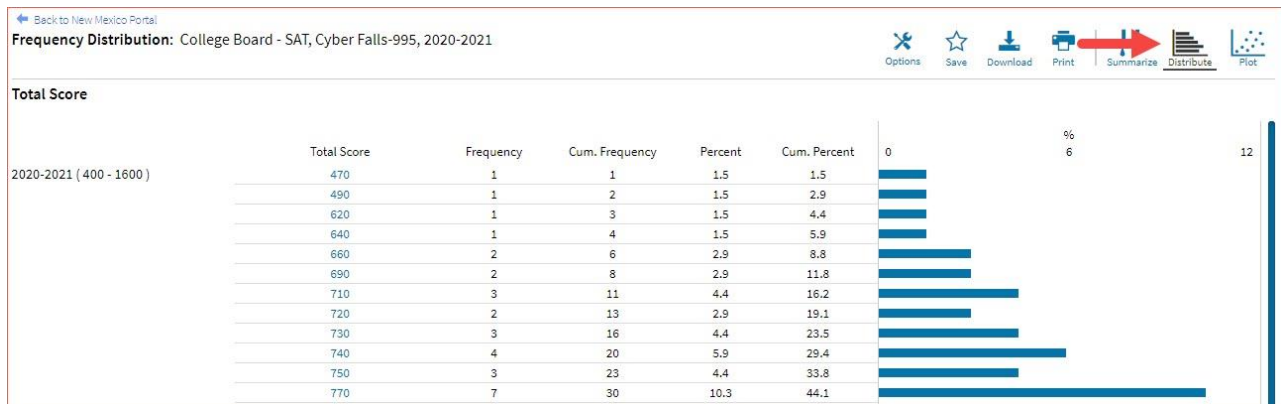 Back to New Mexico Portal
Frequency Distribution: College Board - SAT, Cyber Falls-995, 2020-2021
Options Save Download Print Summarize Distribute Plot
Total Score
%
Total Score Frequency Cum. Frequency Percent Cum. Percent 0 6 12
2020-2021 ( 400 - 1600 ) 470 1 1 1.5 1.5
490 1 2 1.5 2.9
620 1 3 1.5 4.4
640 1 4 1.5 5.9
660 2 6 2.9 8.8
690 2 8 2.9 11.8
710 3 11 4.4 16.2
720 2 13 2.9 19.1
730 3 16 4.4 23.5
740 4 20 5.9 29.4
750 3 23 4.4 33.8
770 7 30 10.3 44.1